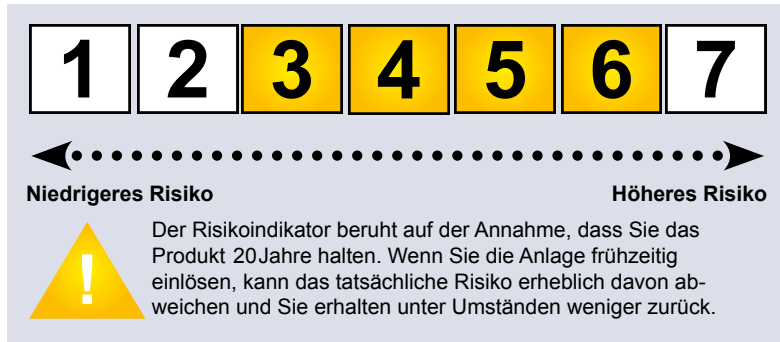 1 2 3 4 5 6 7
Niedrigeres Risiko Höheres Risiko
Der Risikoindikator beruht auf der Annahme, dass Sie das
Produkt 20Jahre halten. Wenn Sie die Anlage frühzeitig
einlösen, kann das tatsächliche Risiko erheblich davon ab-
weichen und Sie erhalten unter Umständen weniger zurück.
!